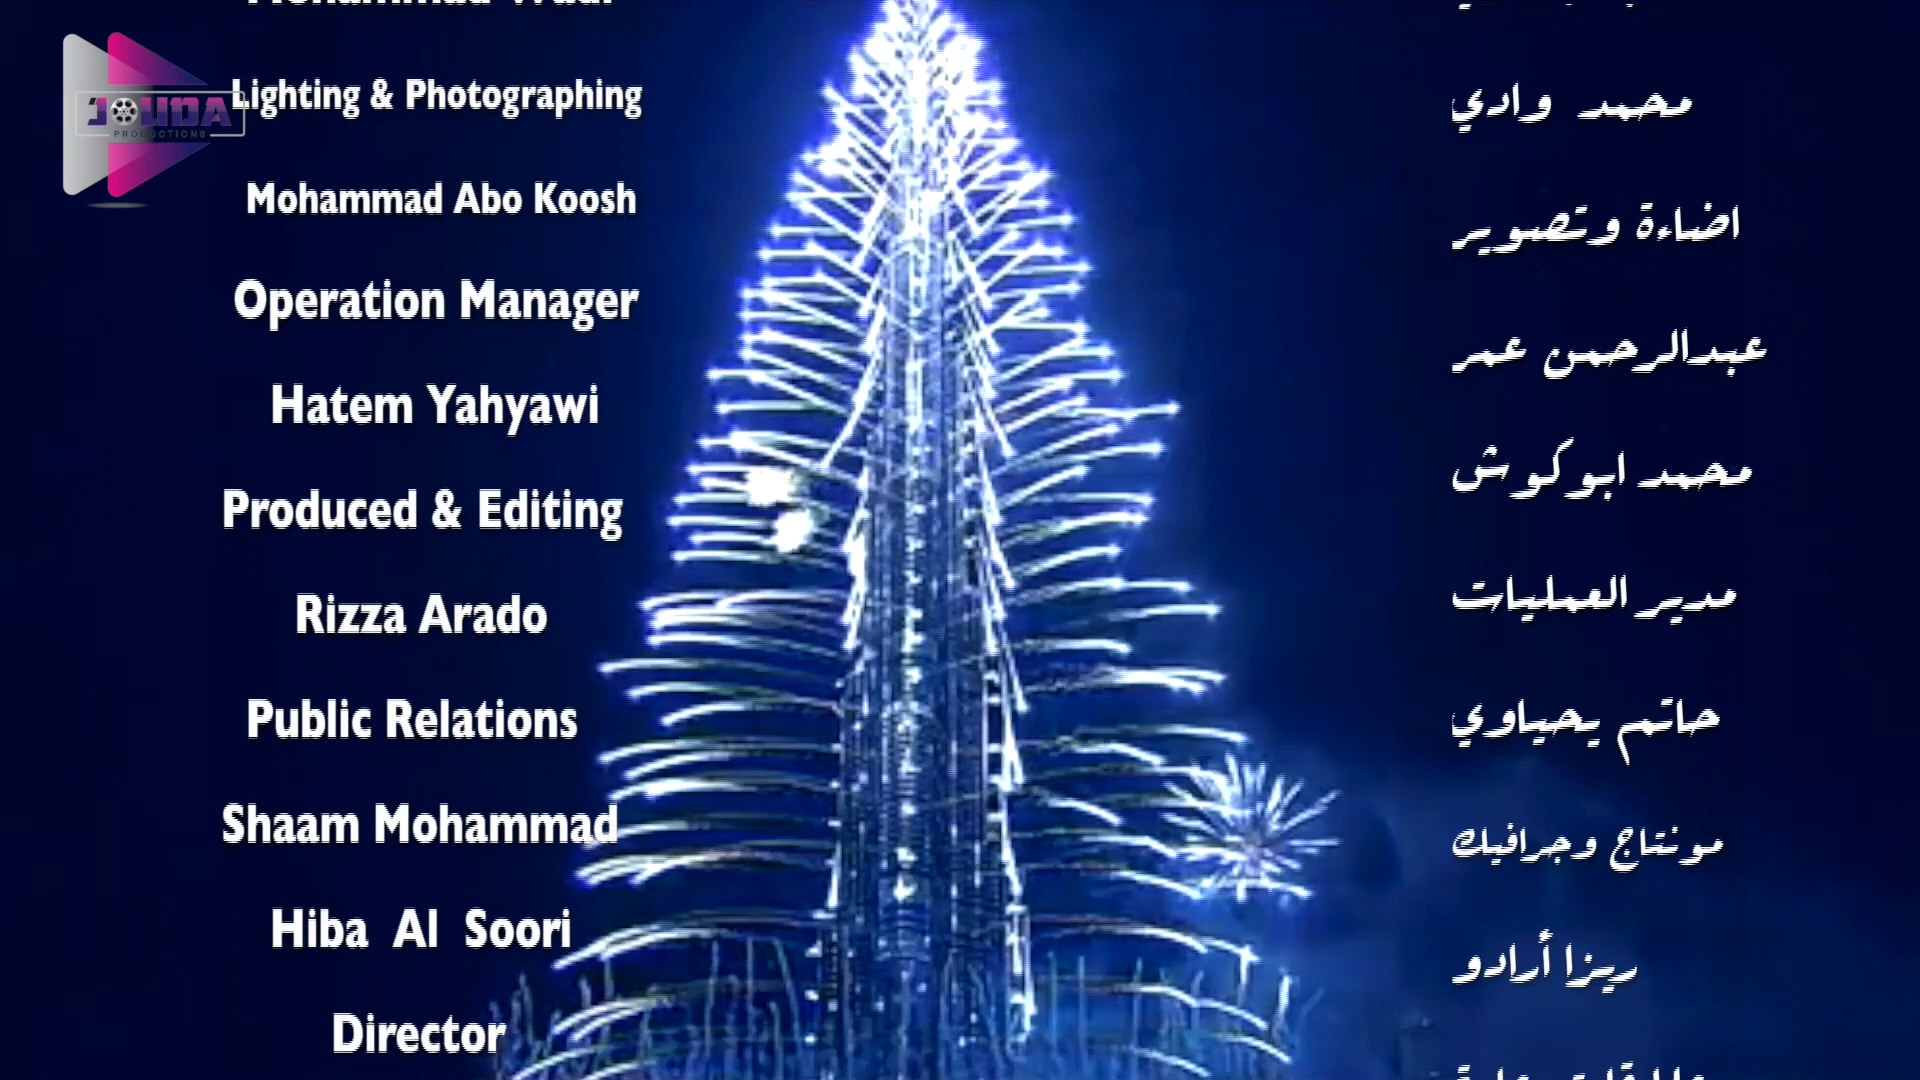 JOUDA
PRODUCTIONS
Lighting & Photographing
Mohammad Abo Koosh
Operation Manager
Hatem Yahyawi
Produced & Editing
Rizza Arado
Public Relations
Shaam Mohammad
Hiba Al Soori
Director
محمد وادي
اضاءة وتصوير
عبدالرحمن عمر
محمد ابوكوش
مدير العمليات
حاتم يحياوي
مونتاج وجرافيك
ريزا أرادو